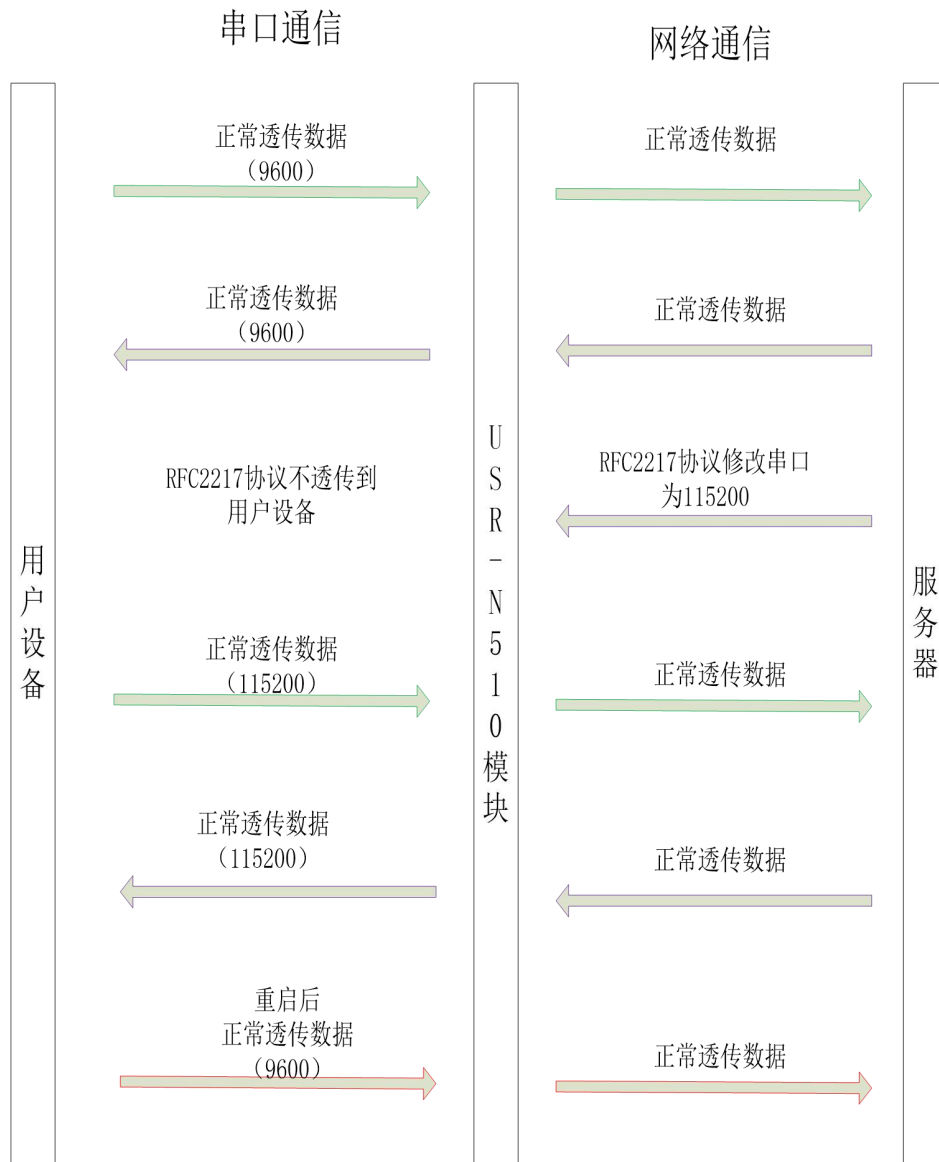 串口通信
网络通信
正常透传数据
（9600）
正常透传数据
正常透传数据
（9600）
正常透传数据
RFC2217协议不透传到
用户设备
RFC2217协议修改串口
为115200
正常透传数据
(115200)
正常透传数据
正常透传数据
（115200）
正常透传数据
重启后
正常透传数据
(9600)
正常透传数据
用户设备
USR-N510模块
服务器